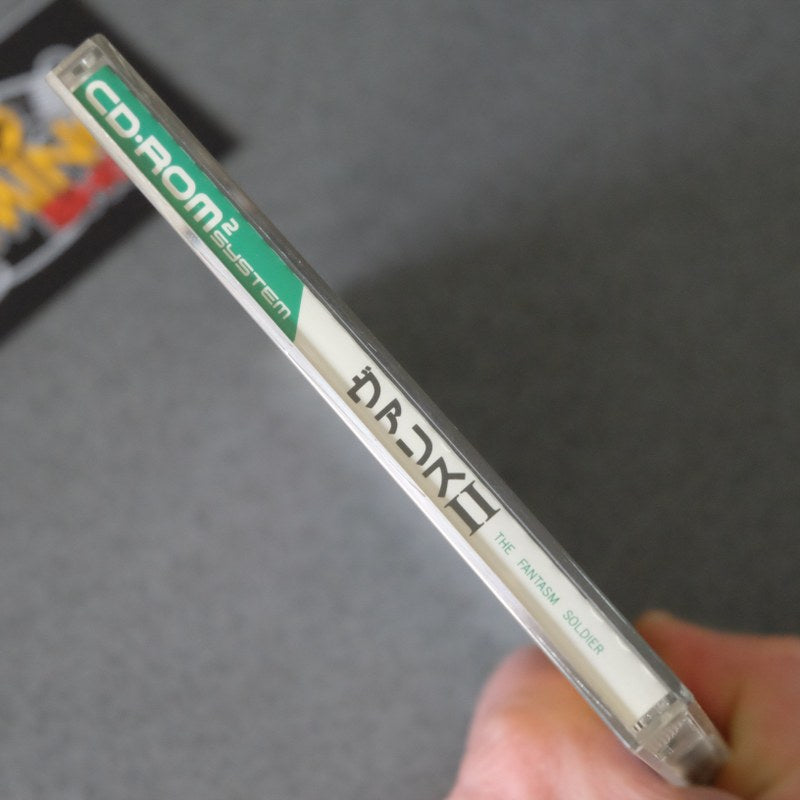 CD·ROM² SYSTEM
ヴァリスII
THE FANTASM SOLDIER